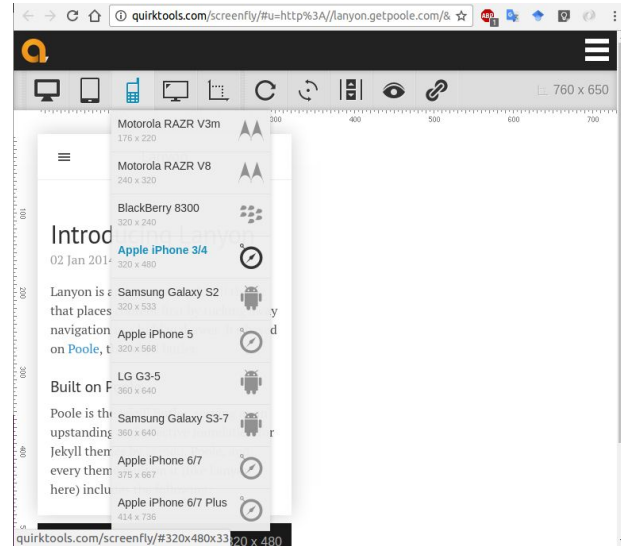 quirktools.com/screenfly/#u=http%3A//lanyon.getpoole.com/&
ABP
1
760 x 650
300
400
500
600
700
Motorola RAZR V3m
176 x 220
Motorola RAZR V8
240 x 320
BlackBerry 8300
320 x 240
Apple iPhone 3/4
320 x 480
Samsung Galaxy S2
320 x 533
Apple iPhone 5
320 x 568
LG G3-5
360 x 640
Samsung Galaxy S3-7
360 x 640
Apple iPhone 6/7
375 x 667
Apple iPhone 6/7 Plus
414 x 736
100
200
300
400
Introducing Lanyon
02 Jan 2014
Lanyon is a
that places
navigation
on Poole, t
Built on P
Poole is the
upstanding
Jekyll them
every them
here) inclu
quirktools.com/screenfly/#320x480x33
20 x 480